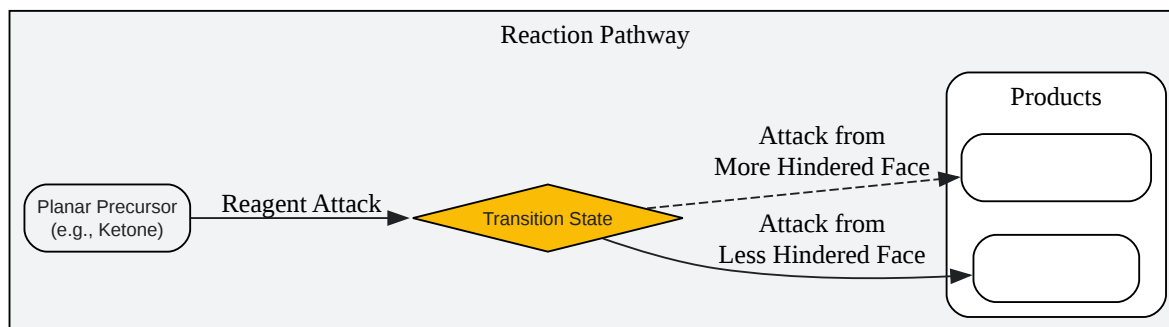 Reaction Pathway
Products
Attack from
More Hindered Face
Planar Precursor
(e.g., Ketone)
Reagent Attack
Transition State
Attack from
Less Hindered Face